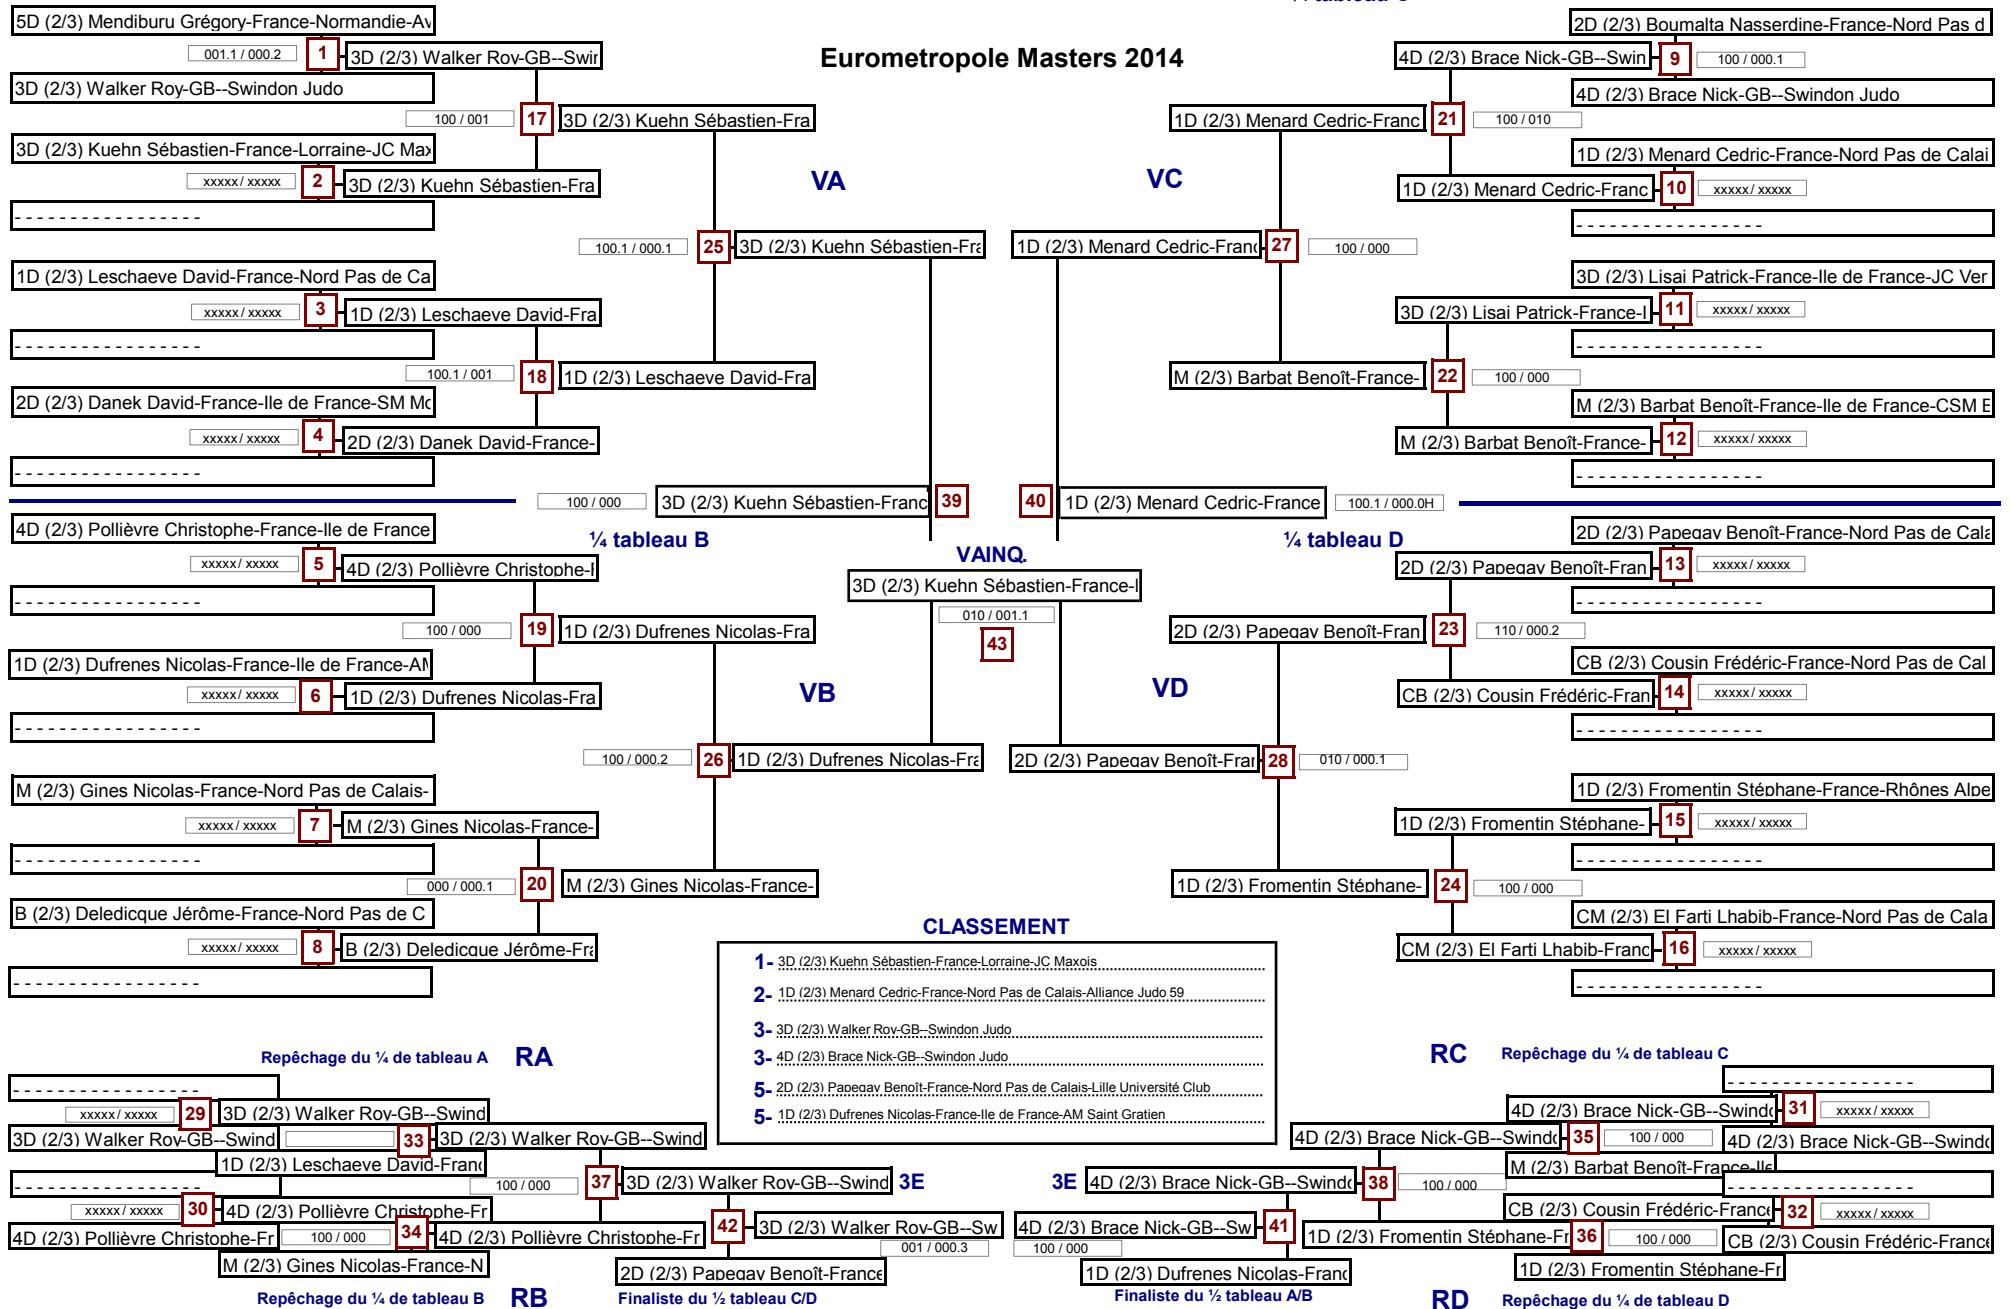 ¼ tableau C
Eurometropole Masters 2014
5D (2/3) Mendiburu Grégory-France-Normandie-Av
001.1 / 000.2
1
3D (2/3) Walker Roy-GB--Swin
3D (2/3) Walker Roy-GB--Swindon Judo
100 / 001
17
3D (2/3) Kuehn Sébastien-Fra
3D (2/3) Kuehn Sébastien-France-Lorraine-JC Max
xxxxx / xxxxx
2
3D (2/3) Kuehn Sébastien-Fra
- - - - - - - - - - - - - - - -
VA
100.1 / 000.1
25
3D (2/3) Kuehn Sébastien-Fra
1D (2/3) Leschaeve David-France-Nord Pas de Ca
xxxxx / xxxxx
3
1D (2/3) Leschaeve David-Fra
- - - - - - - - - - - - - - - -
100.1 / 001
18
1D (2/3) Leschaeve David-Fra
2D (2/3) Danek David-France-Ile de France-SM Mo
xxxxx / xxxxx
4
2D (2/3) Danek David-France-
- - - - - - - - - - - - - - - -
100 / 000
3D (2/3) Kuehn Sébastien-Franc
39
¼ tableau B
4D (2/3) Pollièvre Christophe-France-Ile de France
xxxxx / xxxxx
5
4D (2/3) Pollièvre Christophe-F
- - - - - - - - - - - - - - - -
100 / 000
19
1D (2/3) Dufrenes Nicolas-Fra
1D (2/3) Dufrenes Nicolas-France-Ile de France-AM
xxxxx / xxxxx
6
1D (2/3) Dufrenes Nicolas-Fra
- - - - - - - - - - - - - - - -
VB
100 / 000.2
26
1D (2/3) Dufrenes Nicolas-Fra
M (2/3) Gines Nicolas-France-Nord Pas de Calais-
xxxxx / xxxxx
7
M (2/3) Gines Nicolas-France-
- - - - - - - - - - - - - - - -
000 / 000.1
20
M (2/3) Gines Nicolas-France-
B (2/3) Deledicque Jérôme-France-Nord Pas de C
xxxxx / xxxxx
8
B (2/3) Deledicque Jérôme-Fra
- - - - - - - - - - - - - - - -
VAINQ.
3D (2/3) Kuehn Sébastien-France-l
010 / 001.1
43
2D (2/3) Boumalta Nasserdine-France-Nord Pas d
4D (2/3) Brace Nick-GB--Swin
9
100 / 000.1
4D (2/3) Brace Nick-GB--Swindon Judo
1D (2/3) Menard Cedric-Franc
21
100 / 010
1D (2/3) Menard Cedric-France-Nord Pas de Calai
1D (2/3) Menard Cedric-Franc
10
xxxxx / xxxxx
- - - - - - - - - - - - - - - -
VC
1D (2/3) Menard Cedric-Franc
27
100 / 000
3D (2/3) Lisai Patrick-France-Ile de France-JC Ver
3D (2/3) Lisai Patrick-France-I
11
xxxxx / xxxxx
- - - - - - - - - - - - - - - -
M (2/3) Barbat Benoît-France-
22
100 / 000
M (2/3) Barbat Benoît-France-Ile de France-CSM E
M (2/3) Barbat Benoît-France-
12
xxxxx / xxxxx
- - - - - - - - - - - - - - - -
40
1D (2/3) Menard Cedric-France
100.1 / 000.0H
¼ tableau D
2D (2/3) Papegay Benoît-France-Nord Pas de Cala
2D (2/3) Papegay Benoît-Fran
13
xxxxx / xxxxx
- - - - - - - - - - - - - - - -
2D (2/3) Papegay Benoît-Fran
23
110 / 000.2
CB (2/3) Cousin Frédéric-France-Nord Pas de Cal
CB (2/3) Cousin Frédéric-Fran
14
xxxxx / xxxxx
- - - - - - - - - - - - - - - -
VD
2D (2/3) Papegay Benoît-Fran
28
010 / 000.1
1D (2/3) Fromentin Stéphane-France-Rhônes Alpe
1D (2/3) Fromentin Stéphane-
15
xxxxx / xxxxx
- - - - - - - - - - - - - - - -
1D (2/3) Fromentin Stéphane-
24
100 / 000
CM (2/3) El Farti Lhabib-France-Nord Pas de Cala
CM (2/3) El Farti Lhabib-Franc
16
xxxxx / xxxxx
- - - - - - - - - - - - - - - -
CLASSEMENT
1- 3D (2/3) Kuehn Sébastien-France-Lorraine-JC Maxois
2- 1D (2/3) Menard Cedric-France-Nord Pas de Calais-Alliance Judo 59
3- 3D (2/3) Walker Roy-GB--Swindon Judo
3- 4D (2/3) Brace Nick-GB--Swindon Judo
5- 2D (2/3) Papegay Benoît-France-Nord Pas de Calais-Lille Université Club
5- 1D (2/3) Dufrenes Nicolas-France-Ile de France-AM Saint Gratien
Repêchage du ¼ de tableau A RA
- - - - - - - - - - - - - - - -
xxxxx / xxxxx
29
3D (2/3) Walker Roy-GB--Swind
3D (2/3) Walker Roy-GB--Swind
33
3D (2/3) Walker Roy-GB--Swind
1D (2/3) Leschaeve David-Franc
- - - - - - - - - - - - - - - -
100 / 000
37
3D (2/3) Walker Roy-GB--Swind
3E
xxxxx / xxxxx
30
4D (2/3) Pollièvre Christophe-Fr
4D (2/3) Pollièvre Christophe-Fr
100 / 000
34
4D (2/3) Pollièvre Christophe-Fr
M (2/3) Gines Nicolas-France-N
42
3D (2/3) Walker Roy-GB--Sw
001 / 000.3
2D (2/3) Papegay Benoît-France
Repêchage du ¼ de tableau B RB
Finaliste du ½ tableau C/D
RC Repêchage du ¼ de tableau C
- - - - - - - - - - - - - - - -
4D (2/3) Brace Nick-GB--Swindo
31
xxxxx / xxxxx
4D (2/3) Brace Nick-GB--Swindo
35
100 / 000
4D (2/3) Brace Nick-GB--Swindo
M (2/3) Barbat Benoît-France-Ile
3E
4D (2/3) Brace Nick-GB--Swindo
38
100 / 000
- - - - - - - - - - - - - - - -
CB (2/3) Cousin Frédéric-France
32
xxxxx / xxxxx
4D (2/3) Brace Nick-GB--Sw
41
1D (2/3) Fromentin Stéphane-Fr
36
100 / 000
CB (2/3) Cousin Frédéric-France
100 / 000
1D (2/3) Dufrenes Nicolas-Franc
1D (2/3) Fromentin Stéphane-Fr
Finaliste du ½ tableau A/B
RD Repêchage du ¼ de tableau D